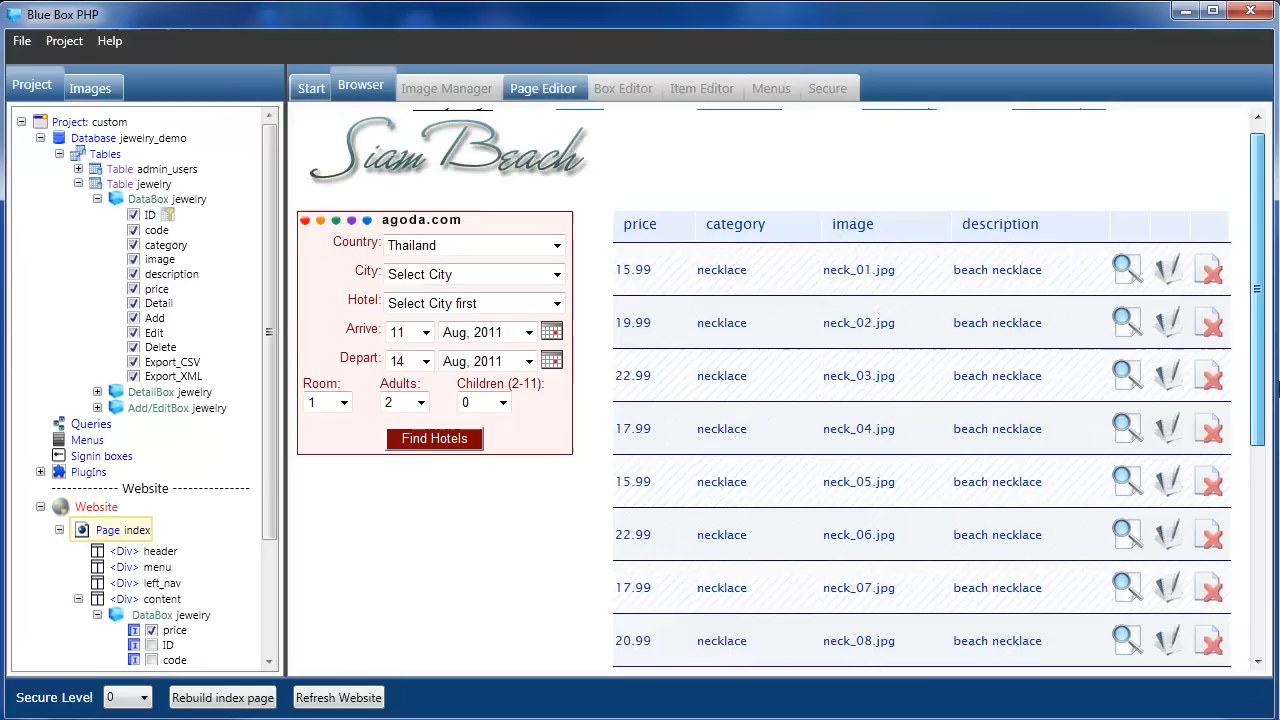 Blue Box PHP
File Project Help
Project Images
Start Browser Image Manager Page Editor Box Editor Item Editor Menus Secure
Project: custom
Database jewelry_demo
Tables
Table admin_users
Table jewelry
DataBox jewelry
ID
code
category
image
description
price
Detail
Add
Edit
Delete
Export_CSV
Export_XML
DetailBox jewelry
Add/EditBox jewelry
Queries
Menus
Signin boxes
PlugIns
------------ Website ---------------
Website
Page index
<Div> header
<Div> menu
<Div> left_nav
<Div> content
DataBox jewelry
price
ID
code
Siam Beach
agoda.com
Country: Thailand
City: Select City
Hotel: Select City first
Arrive: 11 Aug, 2011
Depart: 14 Aug, 2011
Room: Adults: Children (2-11):
1 2 0
Find Hotels
price category image description
15.99 necklace neck_01.jpg beach necklace
19.99 necklace neck_02.jpg beach necklace
22.99 necklace neck_03.jpg beach necklace
17.99 necklace neck_04.jpg beach necklace
15.99 necklace neck_05.jpg beach necklace
22.99 necklace neck_06.jpg beach necklace
17.99 necklace neck_07.jpg beach necklace
20.99 necklace neck_08.jpg beach necklace
Secure Level 0 Rebuild index page Refresh Website